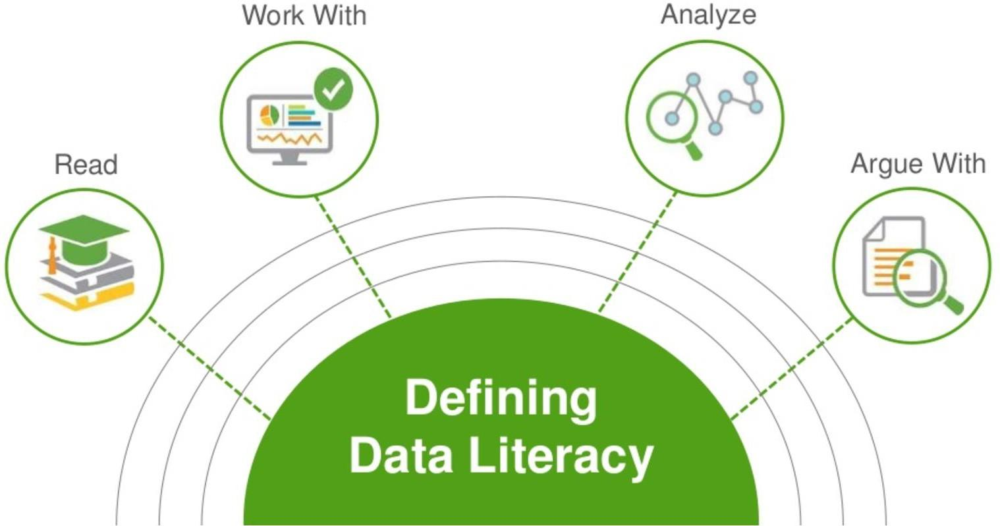 Work With
Analyze
Read
Argue With
Defining
Data Literacy